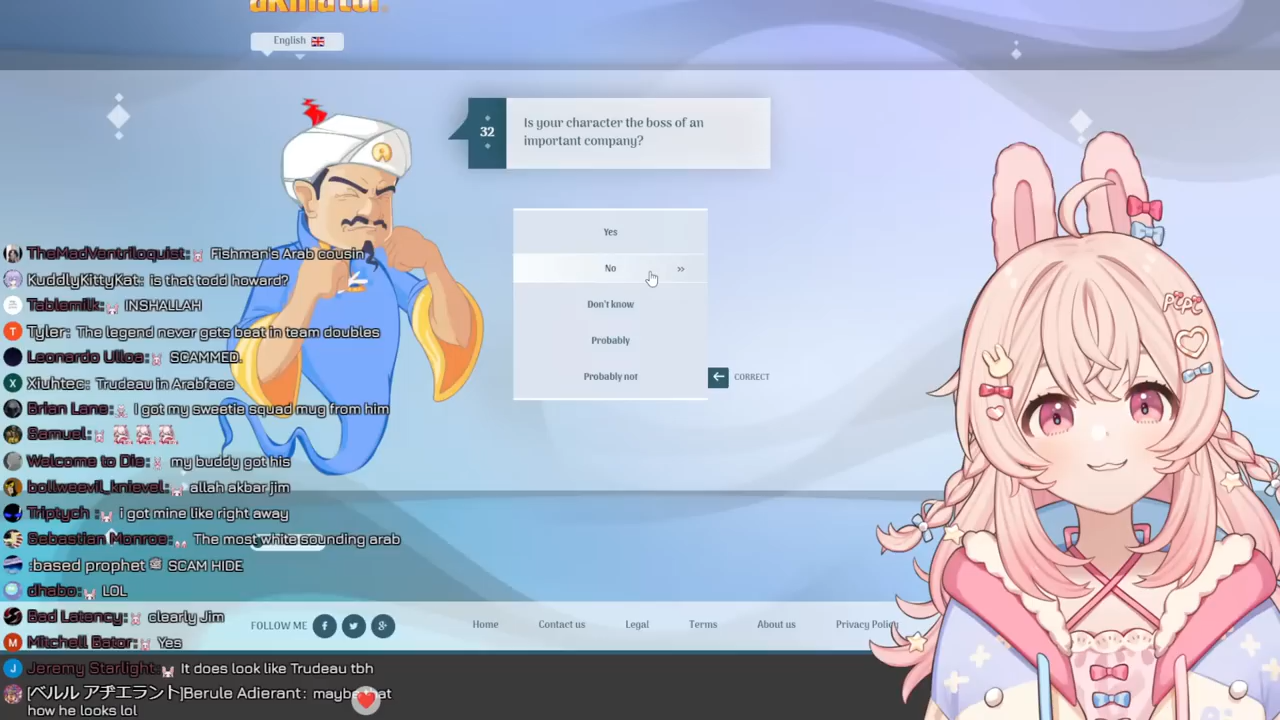 akinator.
English
32
Is your character the boss of an
important company?
Yes
No
Don't know
Probably
Probably not
CORRECT
TheMadVentriloquist: Fishman's Arab cousin
KuddlyKittyKat: is that todd howard?
Tablemilk: INSHALLAH
Tyler: The legend never gets beat in team doubles
Leonardo Ulloa: SCAMMED.
Xiuhtec: Trudeau in Arabface
Brian Lane: I got my sweetie squad mug from him
Samuel:
Welcome to Die: my buddy got his
bollweevil_knievel: allah akbar jim
Triptych : i got mine like right away
Sebastian Monroe: The most white sounding arab
:based prophet SCAM HIDE
dhabo: LOL
Bad Latency: clearly Jim
Mitchell Bator: Yes
Jeremy Starlight: It does look like Trudeau tbh
[ベルル アヂエラント]Berule Adierant: maybe that
how he looks lol
FOLLOW ME
Home
Contact us
Legal
Terms
About us
Privacy Policy
PiPi